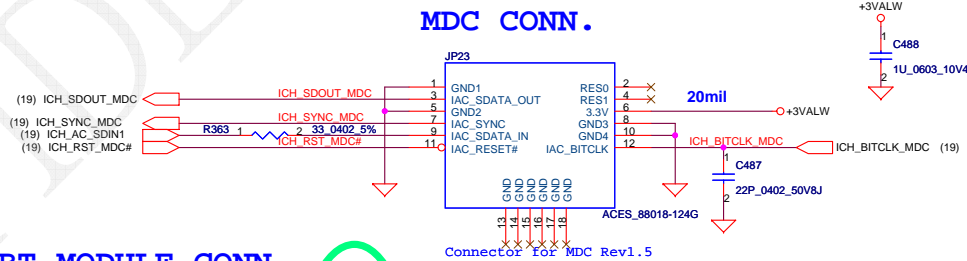 MDC CONN.
+3VALW
1
C488
2
1U_0603_10V4
JP23
1 GND1 RES0 2
(19) ICH_SDOUT_MDC ICH_SDOUT_MDC 3 IAC_SDATA_OUT RES1 4
5 GND2 3.3V 6 20mil +3VALW
(19) ICH_SYNC_MDC ICH_SYNC_MDC 7 IAC_SYNC GND3 8
(19) ICH_AC_SDIN1 R363 1 2 33_0402_5% 9 IAC_SDATA_IN GND4 10
(19) ICH_RST_MDC# ICH_RST_MDC# 11 IAC_RESET# IAC_BITCLK 12 ICH_BITCLK_MDC ICH_BITCLK_MDC (19)
1
C487
2
22P_0402_50V8J
GND GND GND GND GND GND
13 14 15 16 17 18
ACES_88018-124G
Connector for MDC Rev1.5
MODULE CONN